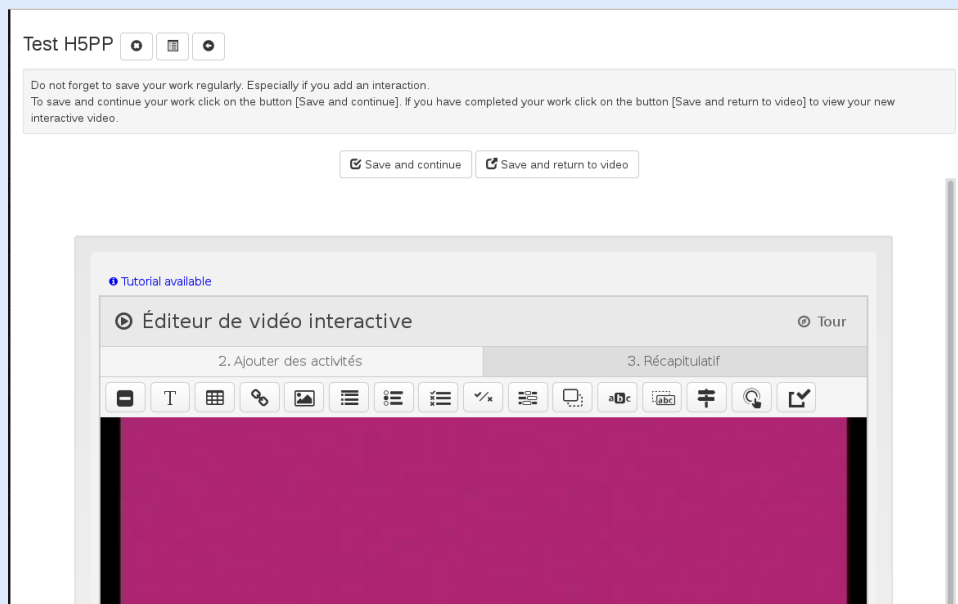 Test H5PP
Do not forget to save your work regularly. Especially if you add an interaction.
To save and continue your work click on the button [Save and continue]. If you have completed your work click on the button [Save and return to video] to view your new
interactive video.
Save and continue Save and return to video
Tutorial available
Éditeur de vidéo interactive Tour
2. Ajouter des activités 3. Récapitulatif
T abc abc